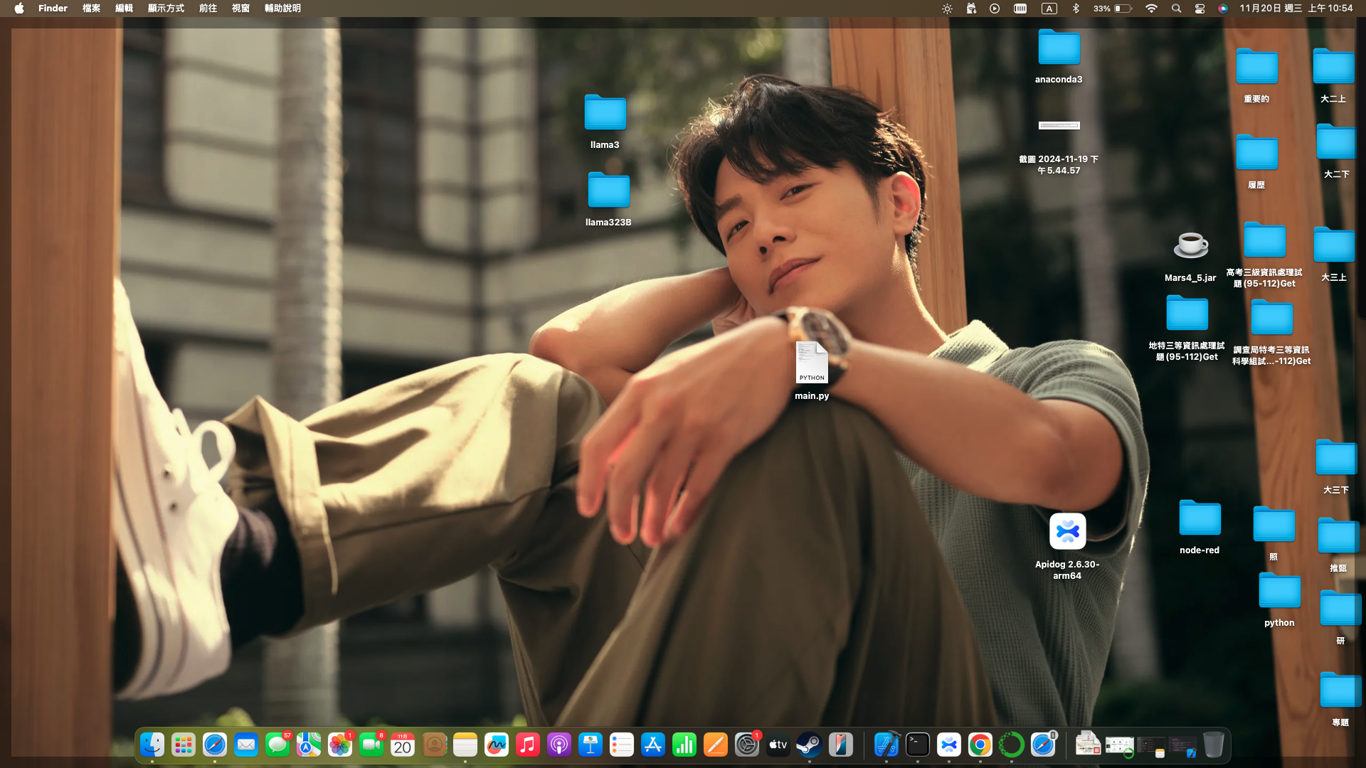 Finder 檔案 編輯 顯示方式 前往 視窗 輔助說明 A 33% 11月20日 週三 上午10:54
anaconda3
重要的
大二上
llama3
截圖 2024-11-19 下
午5.44.57
大二下
履歷
llama323B
Mars4_5.jar
高考三級資訊處理試
題 (95-112)Get
大三上
地特三等資訊處理試
題(95-112)Get
調查局特考三等資訊
科學組試...-112)Get
PYTHON
main.py
大三下
node-red
照
推甄
Apidog 2.6.30-
arm64
python
研
專題
57 1 8 11月 20 1 tv